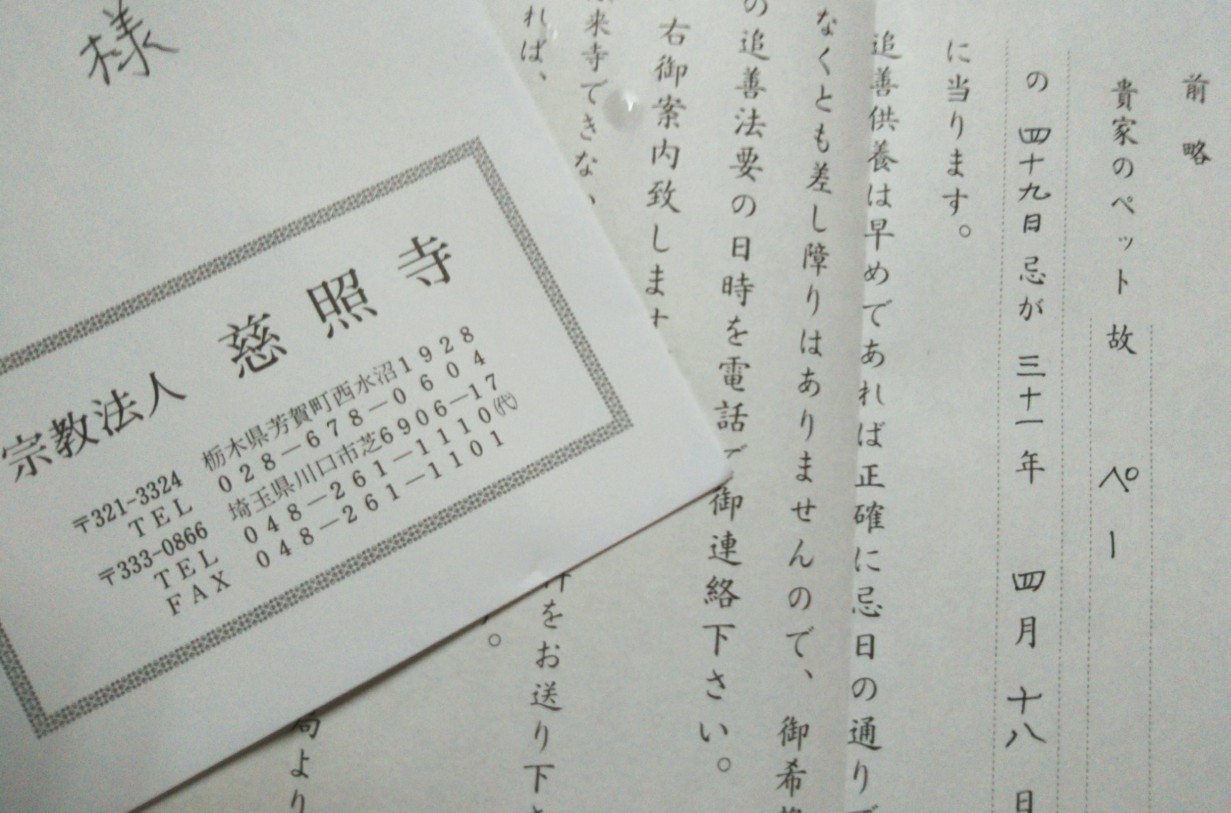 前略
貴家のペット故 ペー
の 四十九日忌が 三十一年 四月 十八 日
に当ります。
追善供養は早めであれば正確に忌日の通りで
なくとも差し障りはありませんので、御希
の追善法要の日時を電話で御連絡下さい。
右御案内致します
来寺できな
れば、
をお送り下さ
より
様
宗教法人 慈照寺
〒321-3324 栃木県芳賀町西水沼1928
TEL 028-678-0604
〒333-0866 埼玉県川口市芝6906-17
TEL 048-261-1110㈹
FAX 048-261-1101